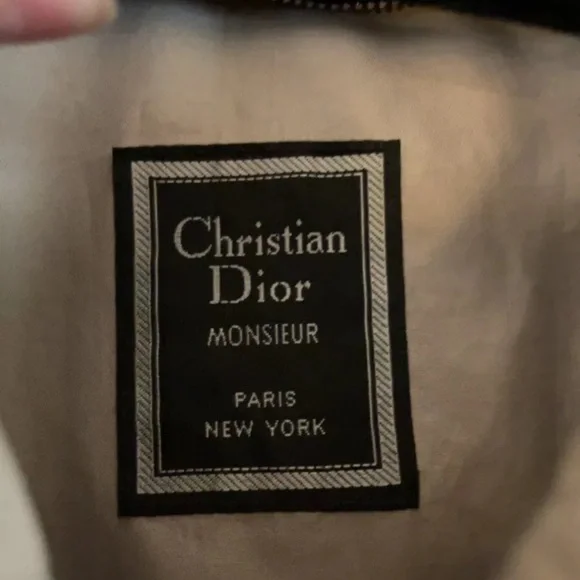 Christian
Dior
MONSIEUR
PARIS
NEW YORK